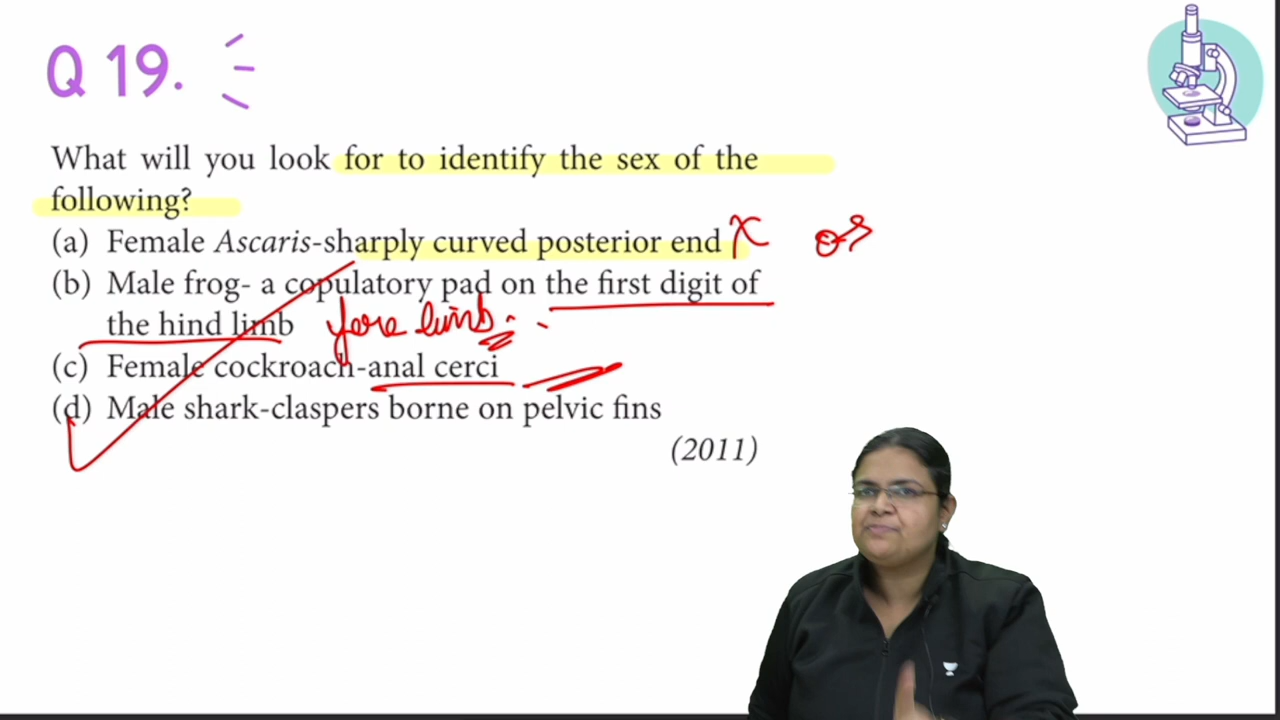 Q 19.
What will you look for to identify the sex of the
following?
(a) Female Ascaris-sharply curved posterior end X
(b) Male frog- a copulatory pad on the first digit of
the hind limb fore limb.
(c) Female cockroach-anal cerci
(d) Male shark-claspers borne on pelvic fins
(2011)